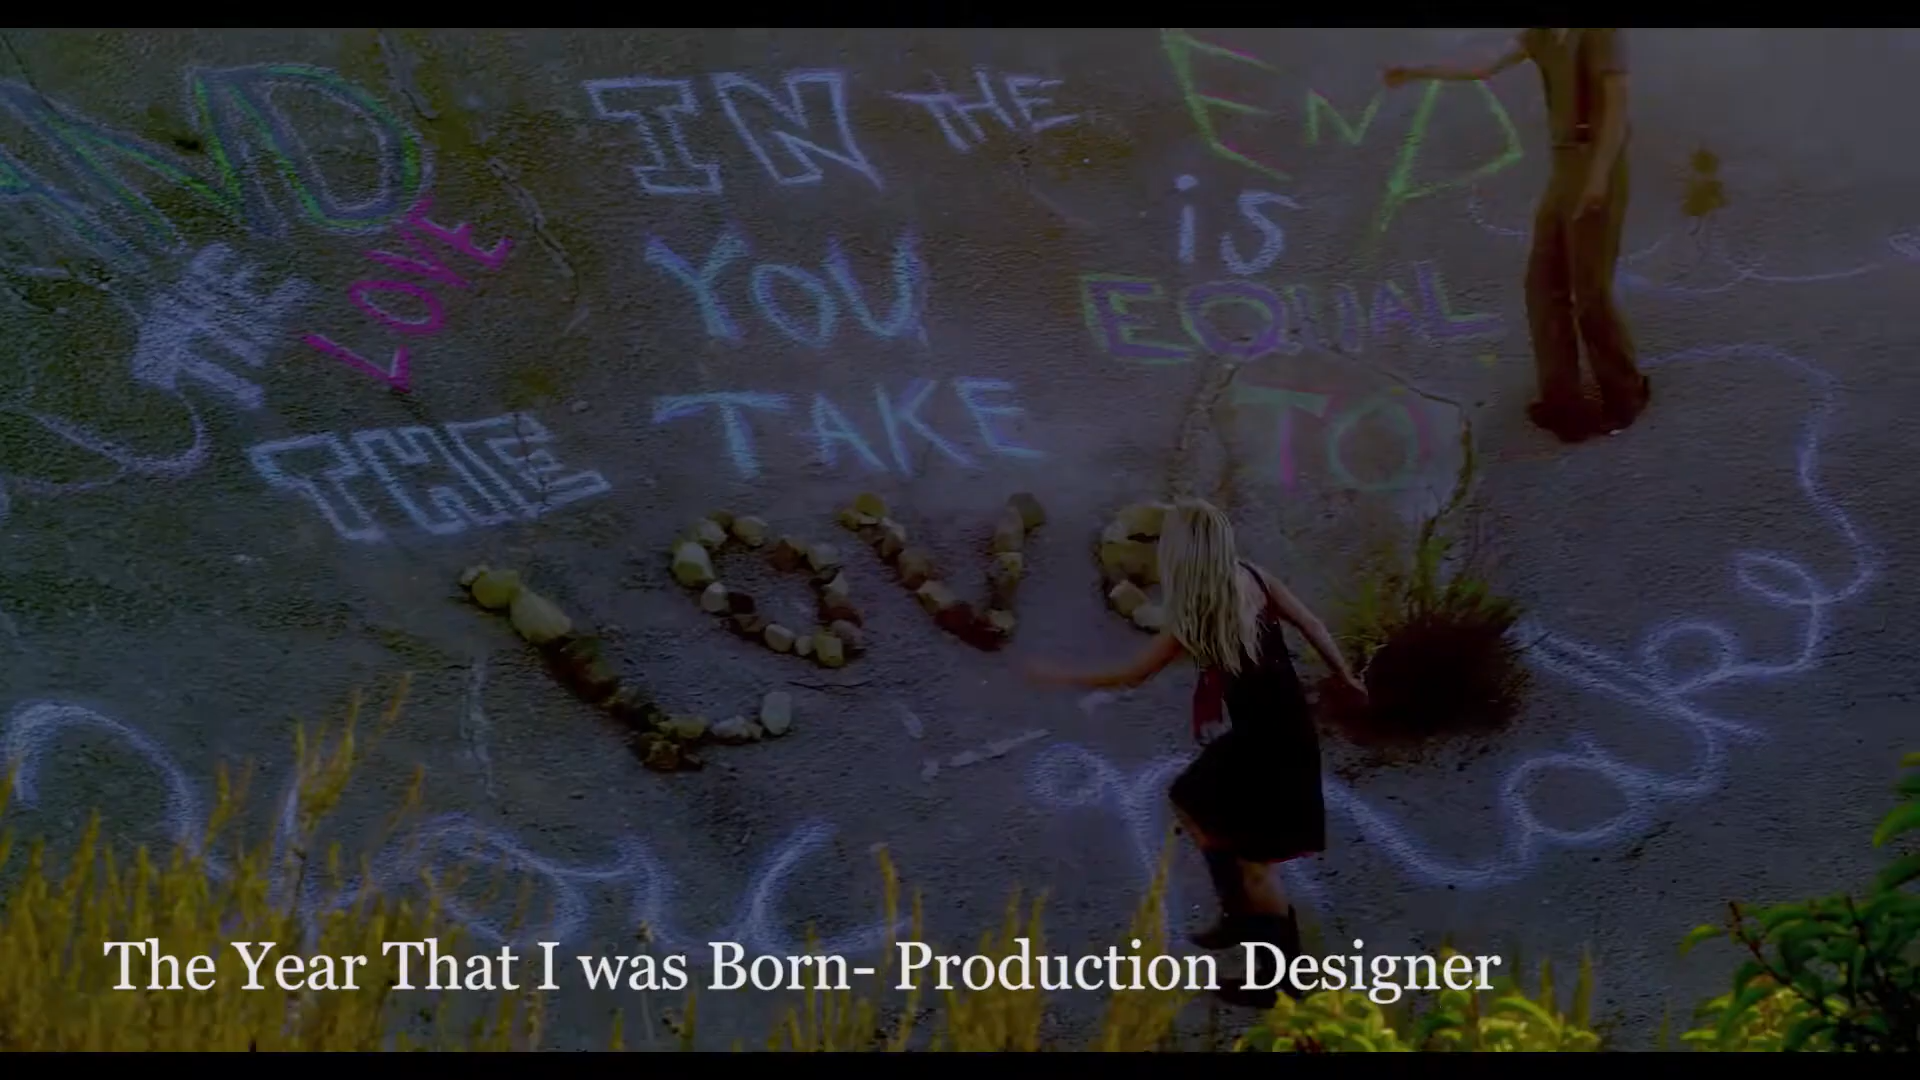 AND IN THE END
THE LOVE YOU is
EQUAL
THE TAKE TO
LOVE
The Year That I was Born- Production Designer